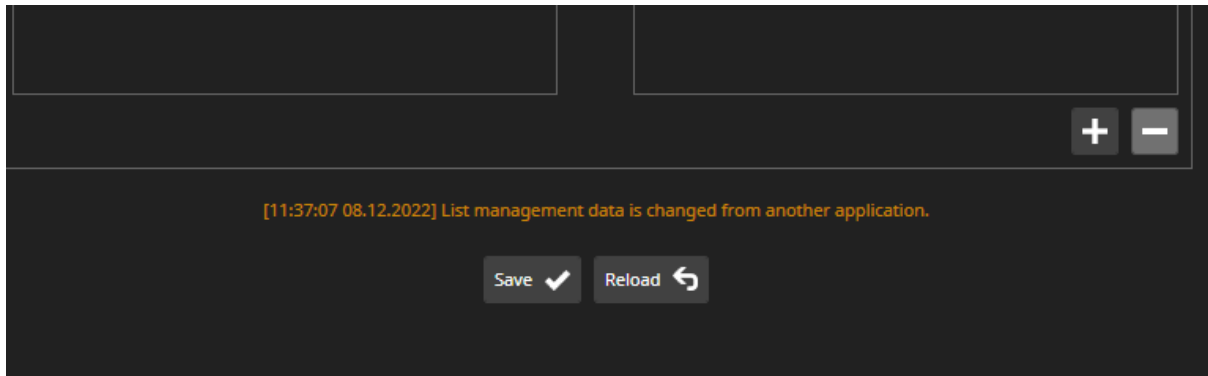 [11:37:07 08.12.2022] List management data is changed from another application.
Save
Reload